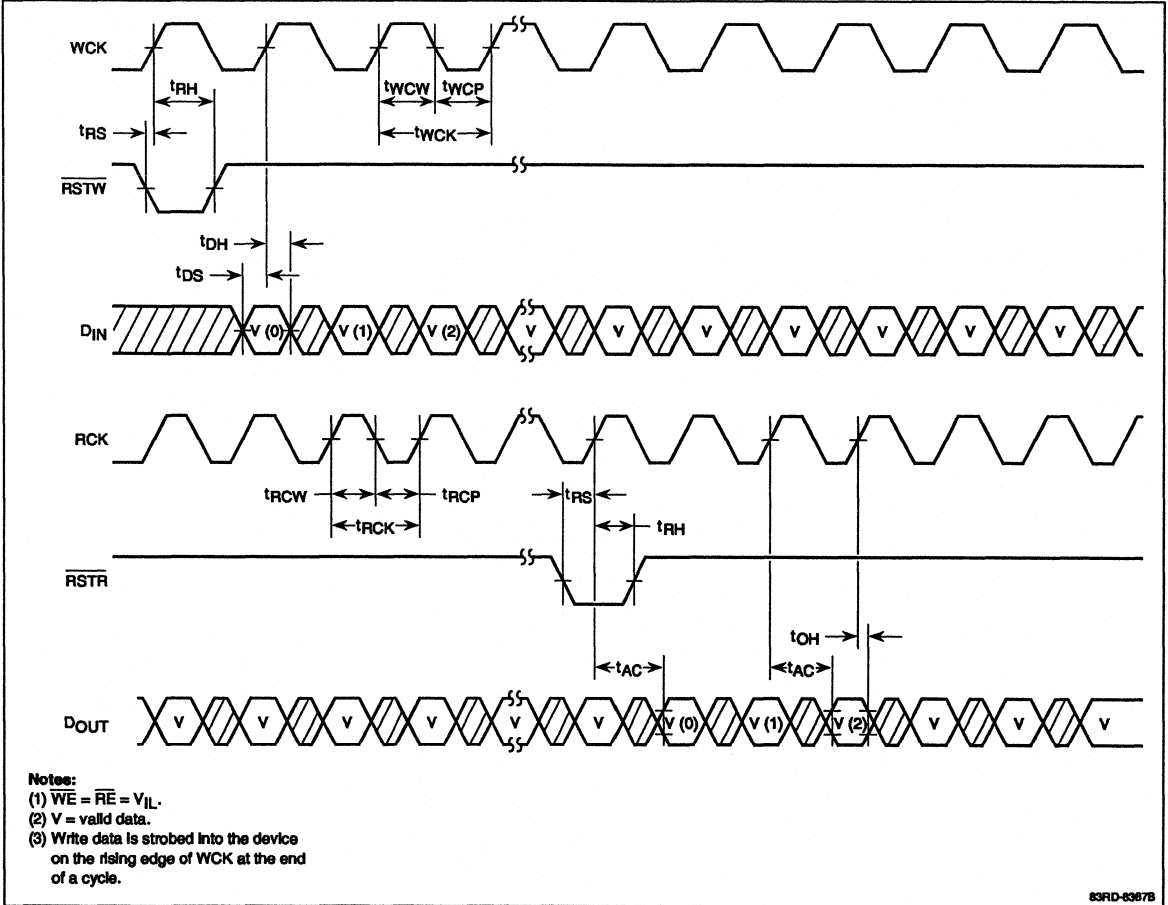 WCK
tRH
tWCW
tWCP
tRS
tWCK
RSTW
tDH
tDS
DIN
V (0)
V (1)
V (2)
V
V
V
V
V
V
V
RCK
tRCW
tRCP
tRS
tRCK
tRH
RSTR
tOH
tAC
tAC
DOUT
V
V
V
V
V
V
V (0)
V (1)
V (2)
V
V
V
Notes:
(1) WE = RE = VIL.
(2) V = valid data.
(3) Write data is strobed into the device
on the rising edge of WCK at the end
of a cycle.
83RD-8367B